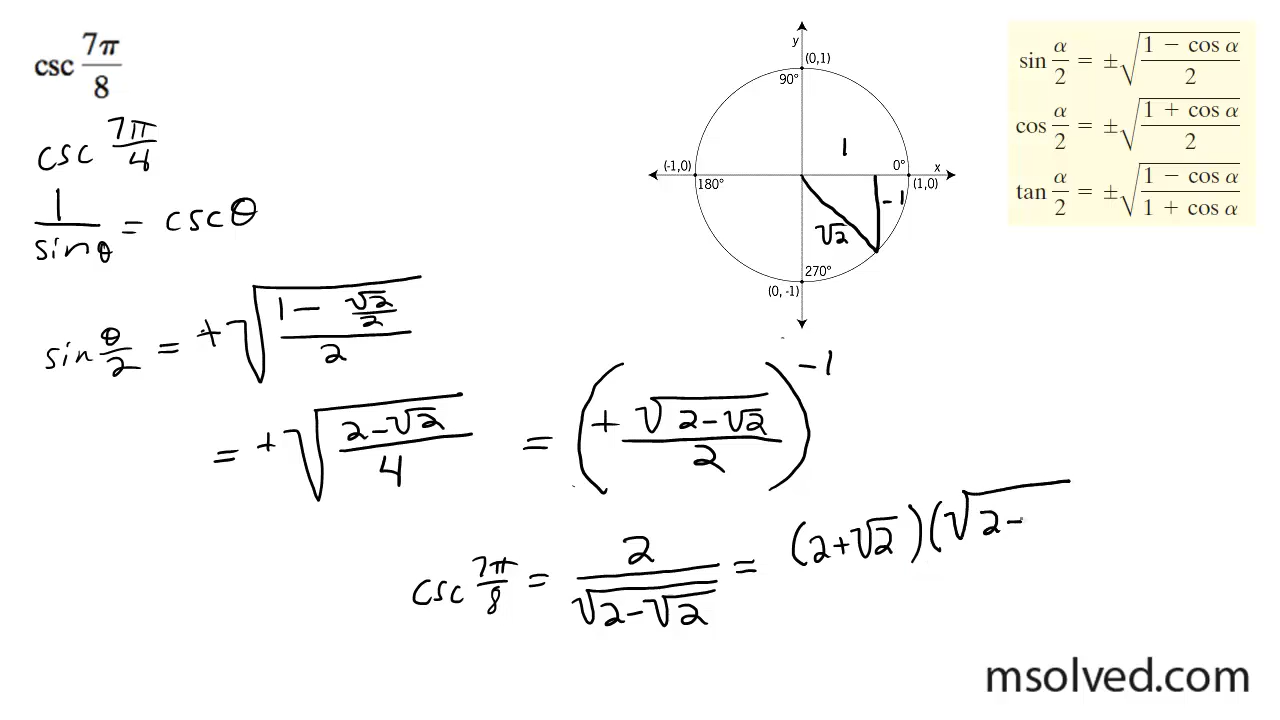 csc 7π/8
csc 7π/4
1/sinθ = cscθ
sin θ/2 = +√((1 − √2/2)/2)
= +√((2−√2)/4) = (+√(2−√2)/2)^−1
csc 7π/8 = 2/√(2−√2) = (2+√2)(√2−
y
(0,1)
90°
1
(-1,0)
0°
x
180°
(1,0)
−1
√2
270°
(0, -1)
sin α/2 = ±√((1 − cos α)/2)
cos α/2 = ±√((1 + cos α)/2)
tan α/2 = ±√((1 − cos α)/(1 + cos α))
msolved.com